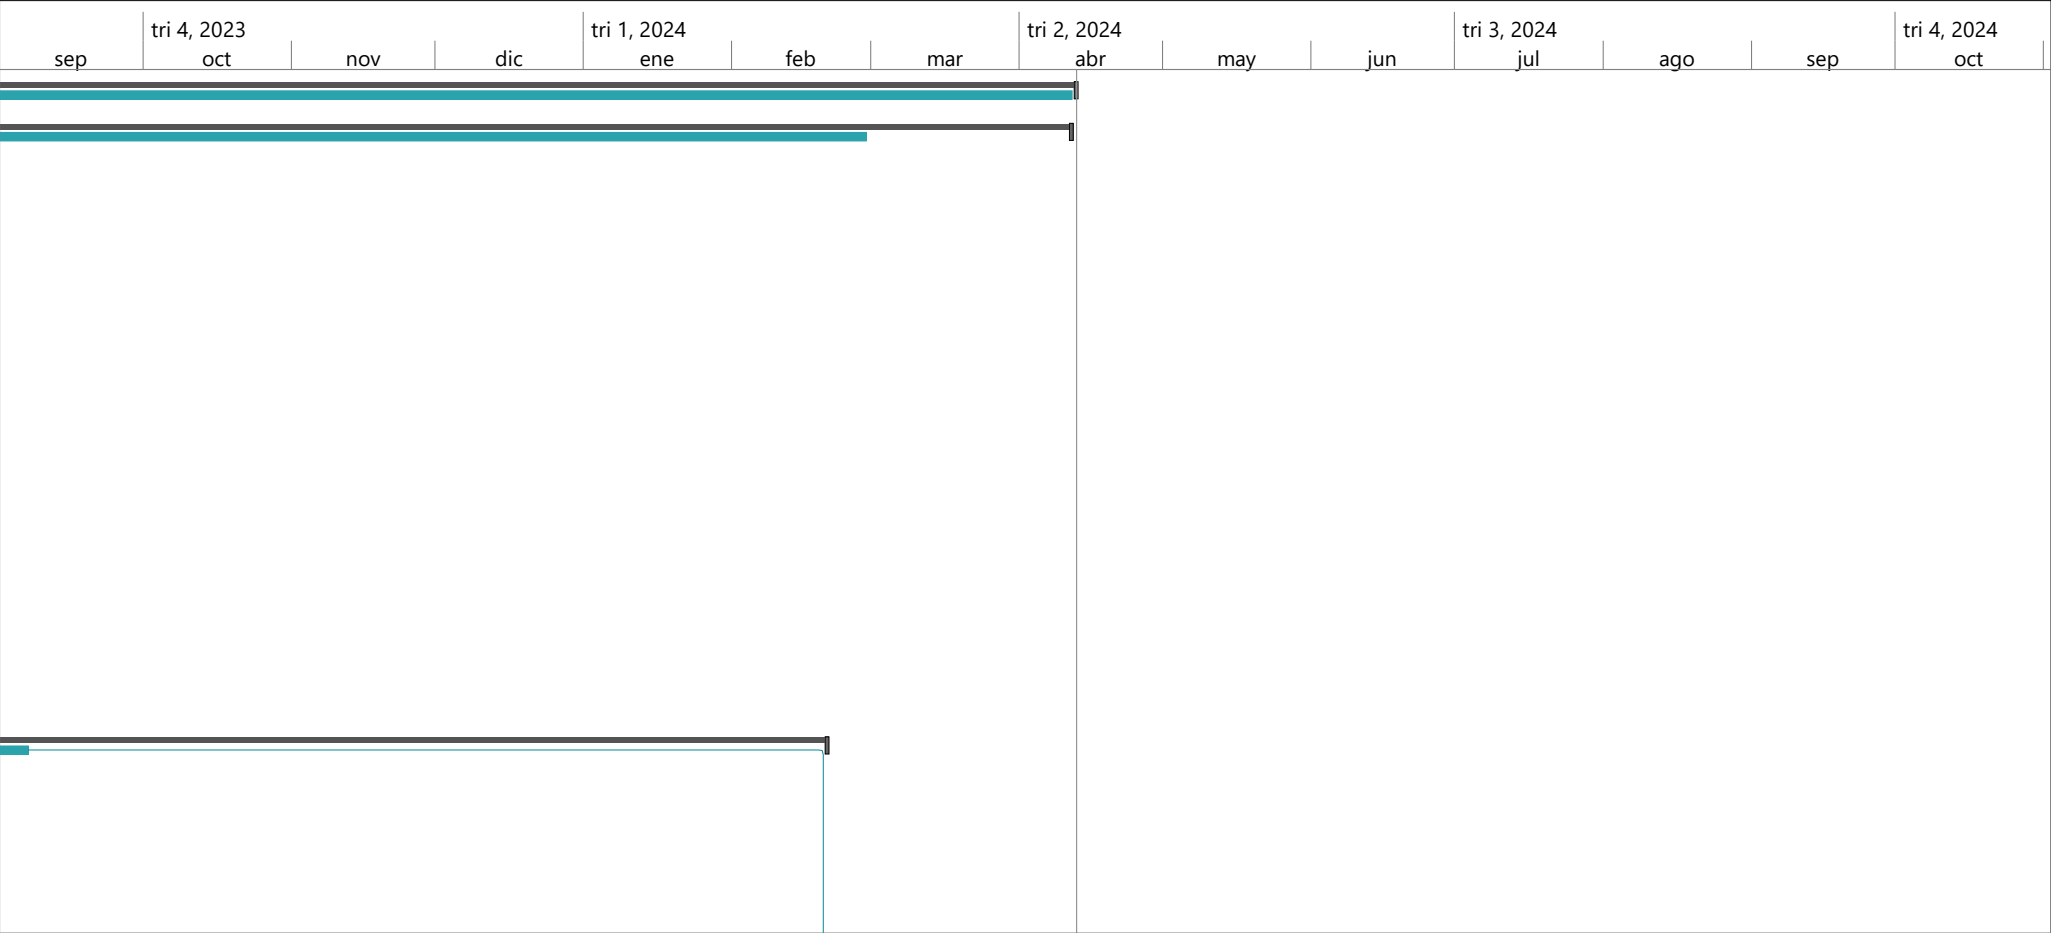 tri 4, 2023 tri 1, 2024 tri 2, 2024 tri 3, 2024 tri 4, 2024
sep oct nov dic ene feb mar abr may jun jul ago sep oct